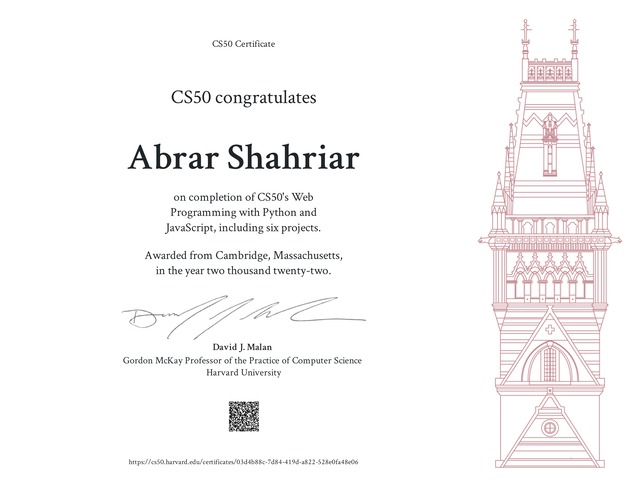 CS50 Certificate
CS50 congratulates
Abrar Shahriar
on completion of CS50's Web
Programming with Python and
JavaScript, including six projects.
Awarded from Cambridge, Massachusetts,
in the year two thousand twenty-two.
David J. Malan
Gordon McKay Professor of the Practice of Computer Science
Harvard University
https://cs50.harvard.edu/certificates/03d4b88c-7d84-419d-a822-528e0fa48e06